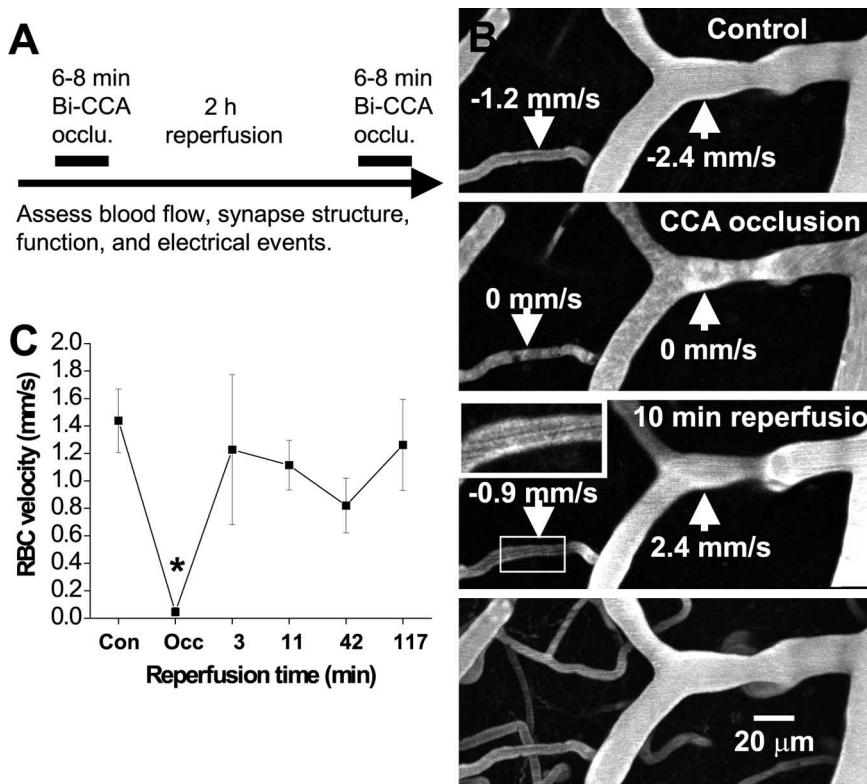 A
6-8 min
Bi-CCA
occlu.
2 h
reperfusion
6-8 min
Bi-CCA
occlu.
Assess blood flow, synapse structure,
function, and electrical events.
B
Control
-1.2 mm/s
-2.4 mm/s
CCA occlusion
0 mm/s
0 mm/s
10 min reperfusio
-0.9 mm/s
2.4 mm/s
20 μm
C
RBC velocity (mm/s)
2.0
1.8
1.6
1.4
1.2
1.0
0.8
0.6
0.4
0.2
0.0
*
Con Occ 3 11 42 117
Reperfusion time (min)